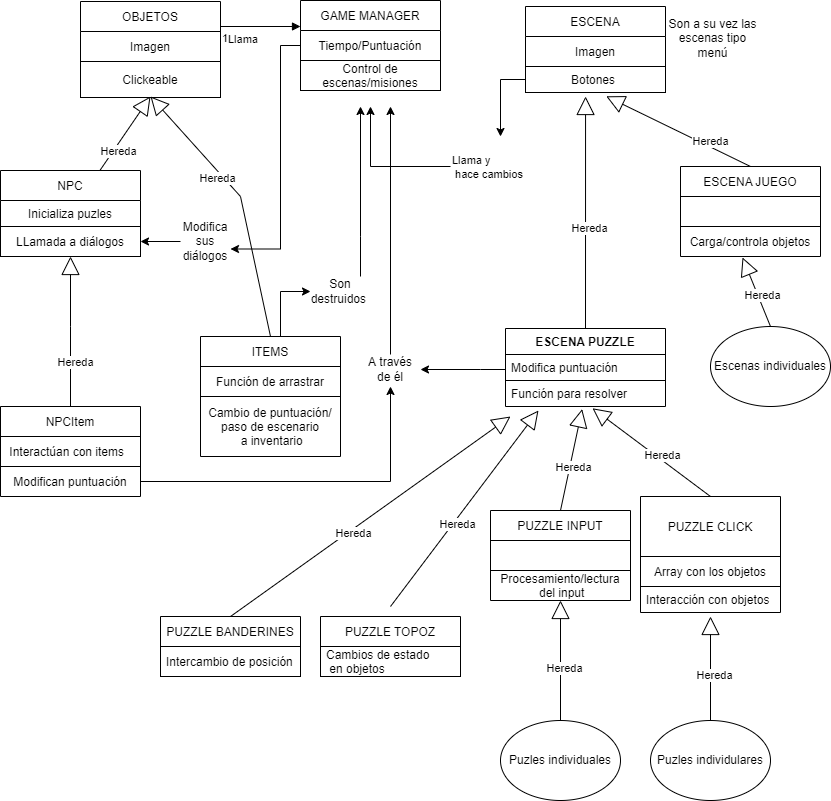 OBJETOS
Imagen
Clickeable
1Llama
GAME MANAGER
Tiempo/Puntuación
Control de
escenas/misiones
ESCENA
Imagen
Botones
Son a su vez las
escenas tipo
menú
Hereda
Hereda
Llama y
hace cambios
Hereda
NPC
Inicializa puzles
LLamada a diálogos
Modifica
sus
diálogos
ESCENA JUEGO
Carga/controla objetos
Hereda
Son
destruidos
Hereda
Hereda
ITEMS
Función de arrastrar
Cambio de puntuación/
paso de escenario
a inventario
A través
de él
ESCENA PUZZLE
Modifica puntuación
Función para resolver
Escenas individuales
NPCItem
Interactúan con items
Modifican puntuación
Hereda
Hereda
Hereda
Hereda
PUZZLE INPUT
Procesamiento/lectura
del input
PUZZLE CLICK
Array con los objetos
Interacción con objetos
PUZZLE BANDERINES
Intercambio de posición
PUZZLE TOPOZ
Cambios de estado
en objetos
Hereda
Hereda
Puzles individuales
Puzles individulares